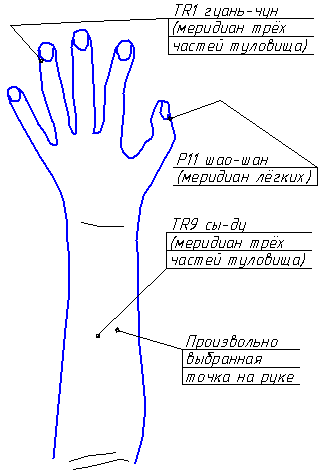 TR1 гуань-чун
(меридиан трёх
частей туловища)
P11 шао-шан
(меридиан лёгких)
TR9 сы-ду
(меридиан трёх
частей туловища)
Произвольно
выбранная
точка на руке